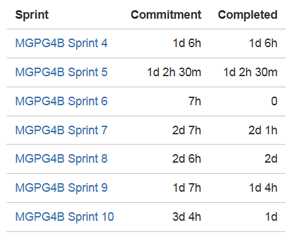 Sprint Commitment Completed
MGPG4B Sprint 4 1d 6h 1d 6h
MGPG4B Sprint 5 1d 2h 30m 1d 2h 30m
MGPG4B Sprint 6 7h 0
MGPG4B Sprint 7 2d 7h 2d 1h
MGPG4B Sprint 8 2d 6h 2d
MGPG4B Sprint 9 1d 7h 1d 4h
MGPG4B Sprint 10 3d 4h 1d